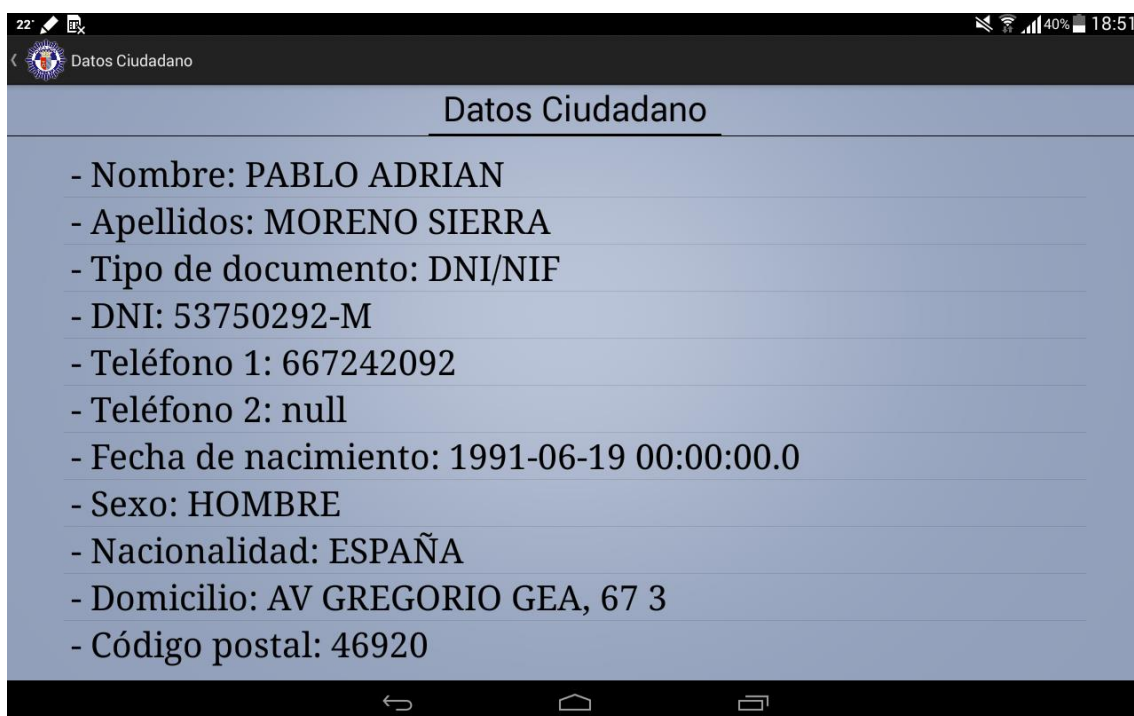 22°
40%
18:51
Datos Ciudadano
Datos Ciudadano
- Nombre: PABLO ADRIAN
- Apellidos: MORENO SIERRA
- Tipo de documento: DNI/NIF
- DNI: 53750292-M
- Teléfono 1: 667242092
- Teléfono 2: null
- Fecha de nacimiento: 1991-06-19 00:00:00.0
- Sexo: HOMBRE
- Nacionalidad: ESPAÑA
- Domicilio: AV GREGORIO GEA, 67 3
- Código postal: 46920